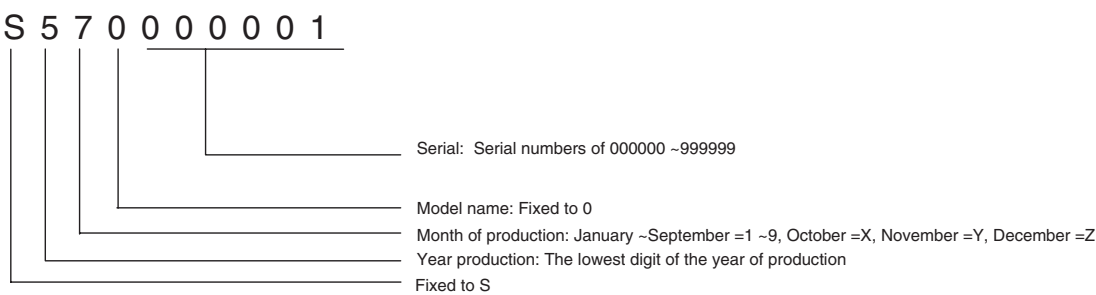 S 5 7 0 0 0 0 0 0 1
Serial: Serial numbers of 000000 ~999999
Model name: Fixed to 0
Month of production: January ~September =1 ~9, October =X, November =Y, December =Z
Year production: The lowest digit of the year of production
Fixed to S